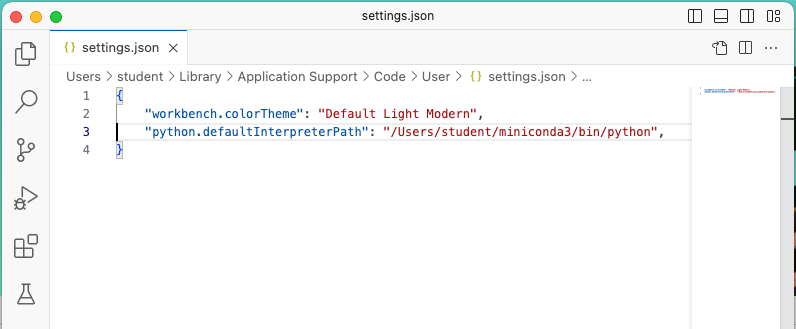 settings.json
{} settings.json ×
Users > student > Library > Application Support > Code > User > {} settings.json > ...
1 {
2 "workbench.colorTheme": "Default Light Modern",
3 "python.defaultInterpreterPath": "/Users/student/miniconda3/bin/python",
4 }